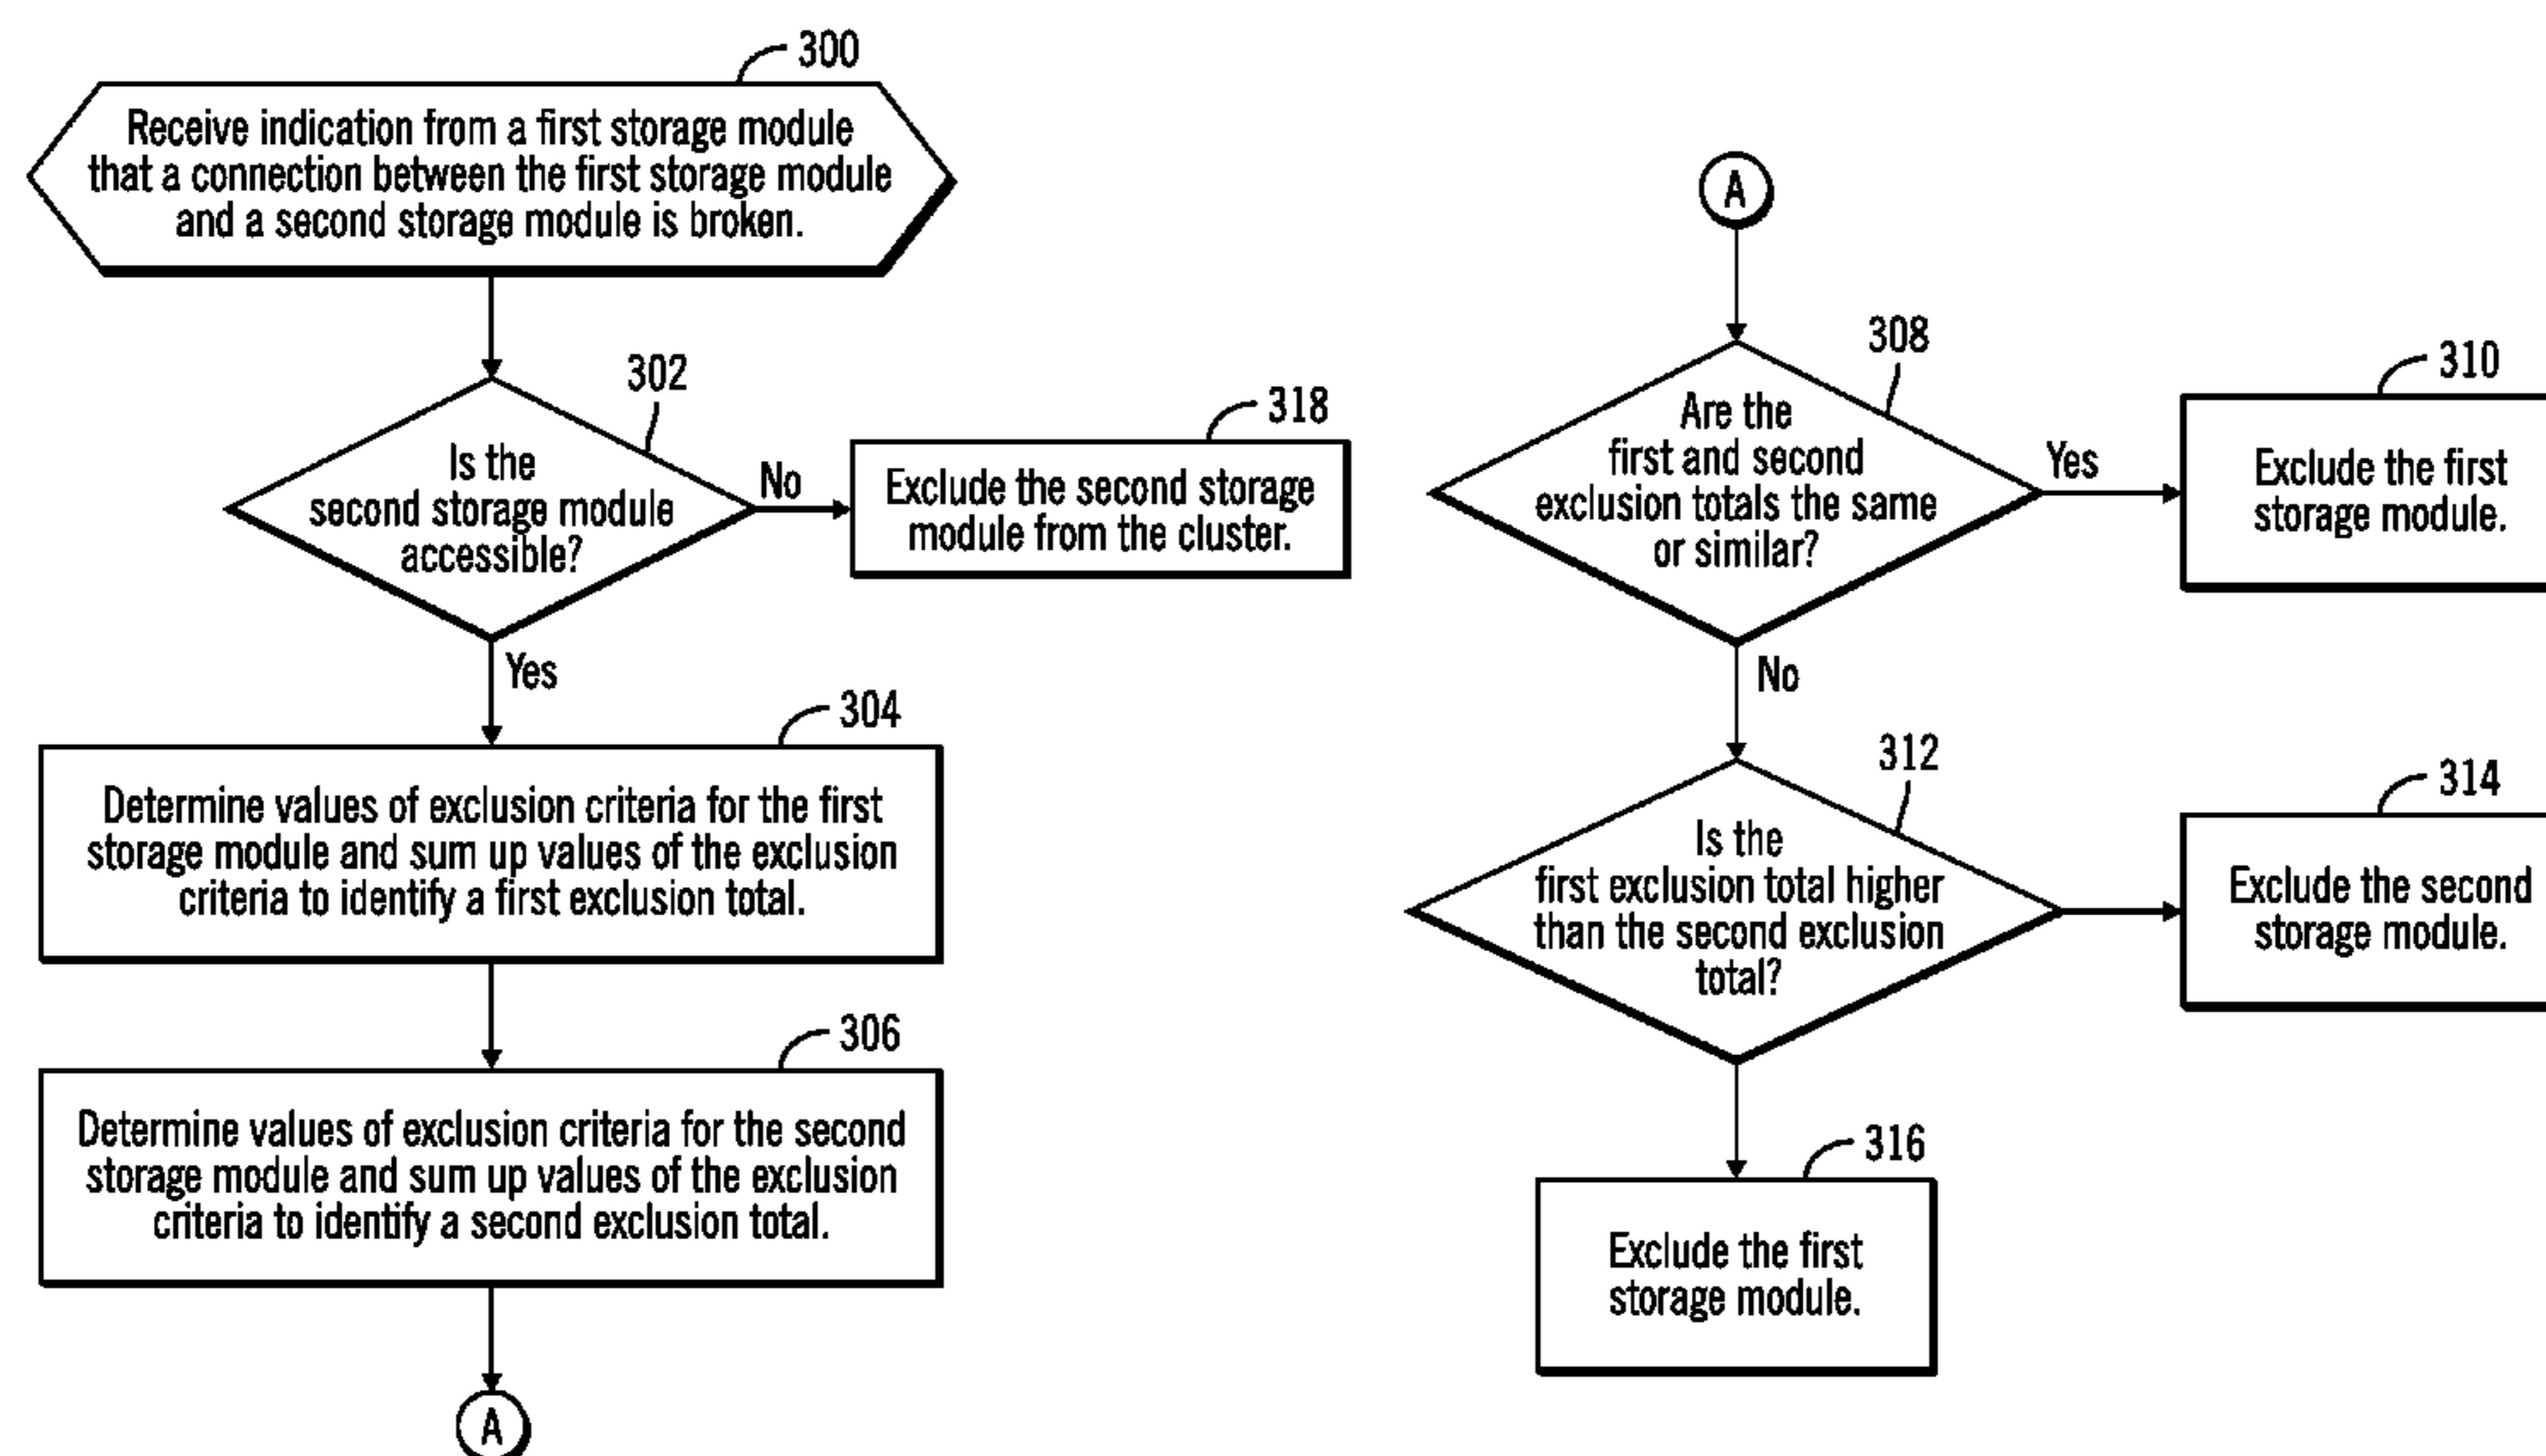 300
Receive indication from a first storage module
that a connection between the first storage module
and a second storage module is broken.
302
Is the
second storage module
accessible?
No
318
Exclude the second storage
module from the cluster.
Yes
304
Determine values of exclusion criteria for the first
storage module and sum up values of the exclusion
criteria to identify a first exclusion total.
306
Determine values of exclusion criteria for the second
storage module and sum up values of the exclusion
criteria to identify a second exclusion total.
A
A
308
Are the
first and second
exclusion totals the same
or similar?
Yes
310
Exclude the first
storage module.
No
312
Is the
first exclusion total higher
than the second exclusion
total?
314
Exclude the second
storage module.
316
Exclude the first
storage module.